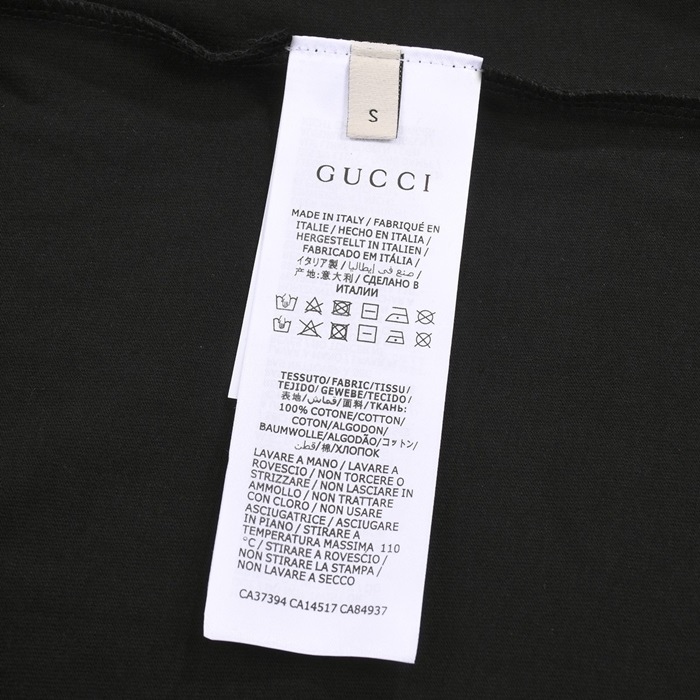 S
GUCCI
MADE IN ITALY / FABRIQUÉ EN
ITALIE / HECHO EN ITALIA /
HERGESTELLT IN ITALIEN /
FABRICADO EM ITÁLIA /
イタリア製 / صنع في إيطاليا /
产地:意大利 / СДЕЛАНО В
ИТАЛИИ
TESSUTO/FABRIC/TISSU/
TEJIDO/GEWEBE/TECIDO/
表地/قماش/面料/ТКАНЬ:
100% COTONE/COTTON/
COTON/ALGODON/
BAUMWOLLE/ALGODÃO/コットン/
قطن/棉/ХЛОПОК
LAVARE A MANO / LAVARE A
ROVESCIO / NON TORCERE O
STRIZZARE / NON LASCIARE IN
AMMOLLO / NON TRATTARE
CON CLORO / NON USARE
ASCIUGATRICE / ASCIUGARE
IN PIANO / STIRARE A
TEMPERATURA MASSIMA 110
°C / STIRARE A ROVESCIO /
NON STIRARE LA STAMPA /
NON LAVARE A SECCO
CA37394 CA14517 CA84937